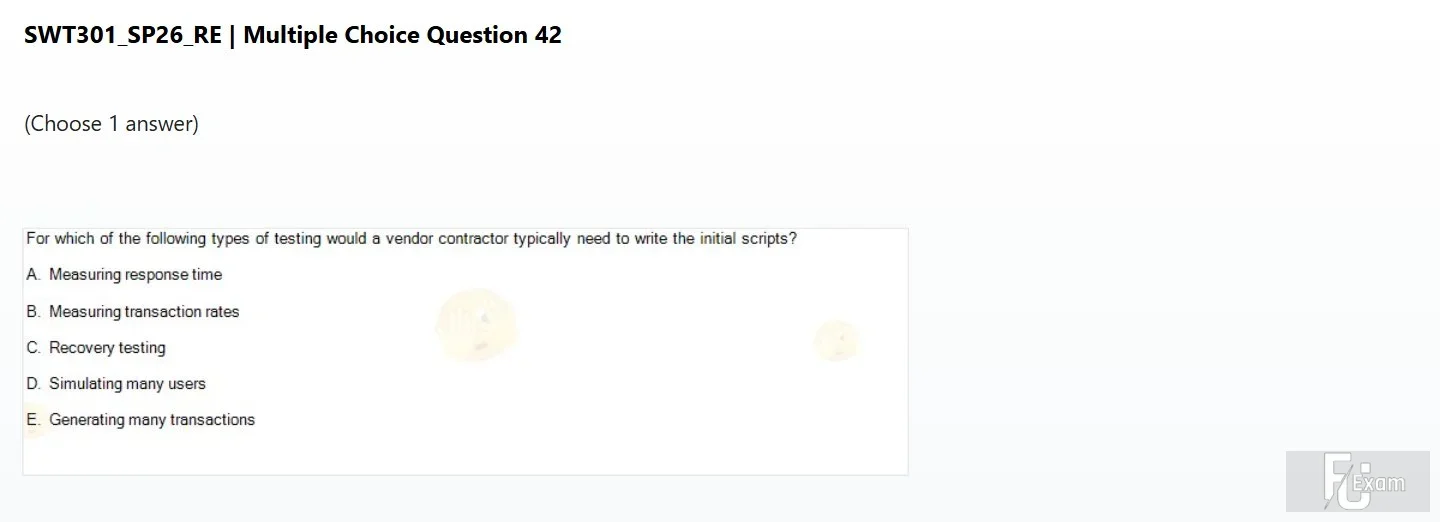 SWT301_SP26_RE | Multiple Choice Question 42
(Choose 1 answer)
For which of the following types of testing would a vendor contractor typically need to write the initial scripts?
A. Measuring response time
B. Measuring transaction rates
C. Recovery testing
D. Simulating many users
E. Generating many transactions
FU Exam